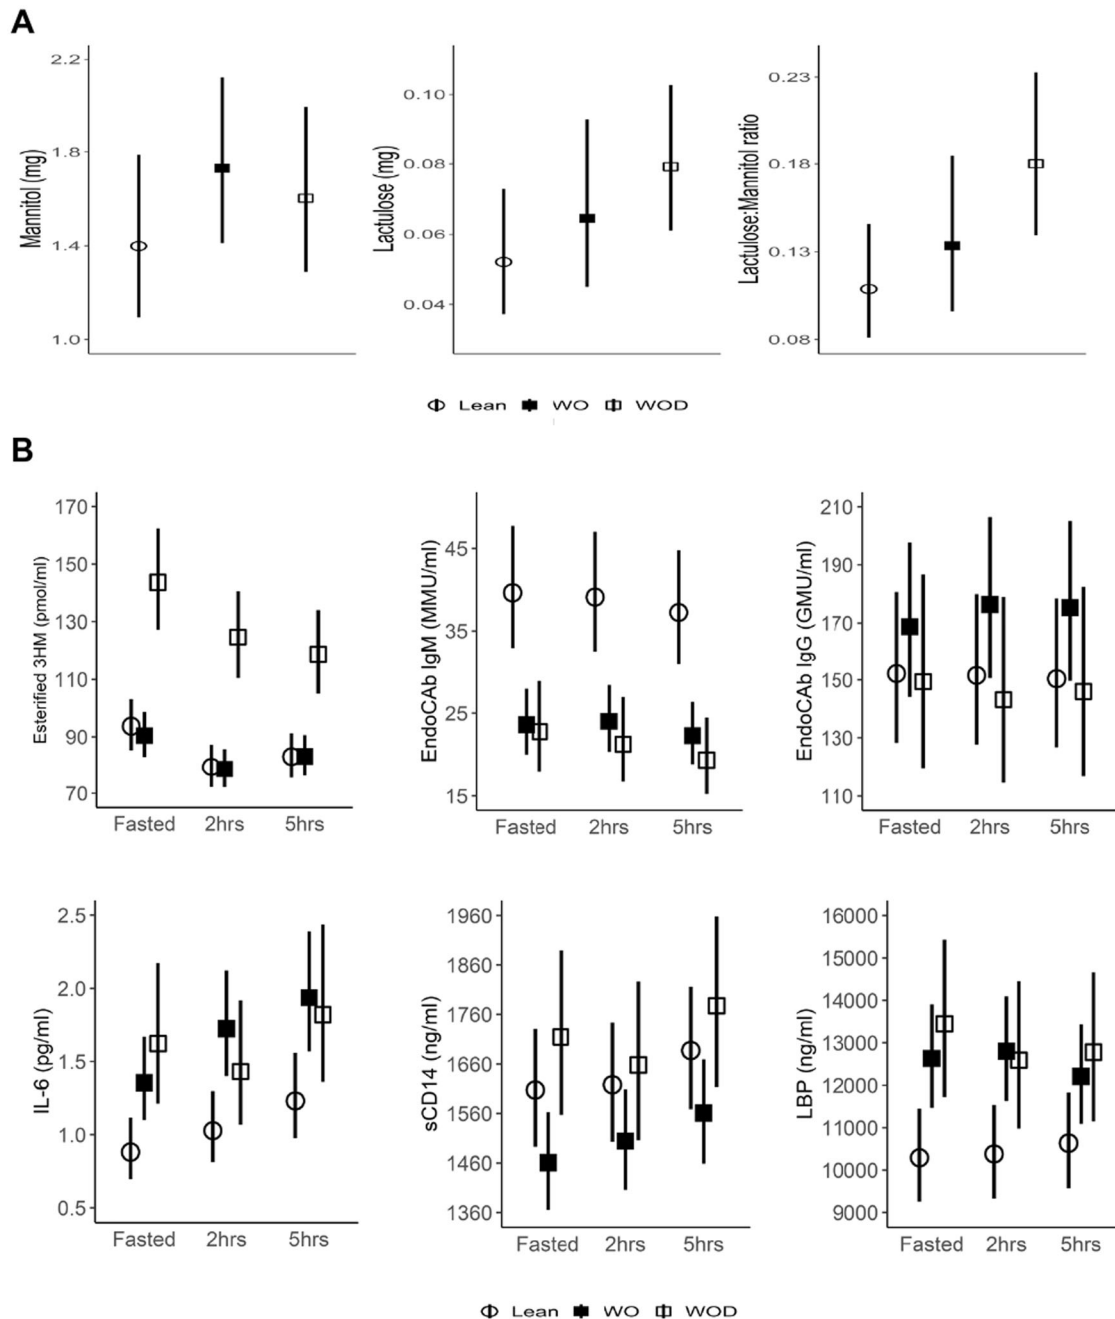 A
Mannitol (mg)
2.2
1.8
1.4
1.0
Lactulose (mg)
0.10
0.08
0.06
0.04
Lactulose:Mannitol ratio
0.23
0.18
0.13
0.08
Lean WO WOD
B
Esterified 3HM (pmol/ml)
170
150
130
110
90
70
Fasted 2hrs 5hrs
EndoCAb IgM (MMU/ml)
45
35
25
15
Fasted 2hrs 5hrs
EndoCAb IgG (GMU/ml)
210
190
170
150
130
110
Fasted 2hrs 5hrs
IL-6 (pg/ml)
2.5
2.0
1.5
1.0
0.5
Fasted 2hrs 5hrs
sCD14 (ng/ml)
1960
1860
1760
1660
1560
1460
1360
Fasted 2hrs 5hrs
LBP (ng/ml)
16000
15000
14000
13000
12000
11000
10000
9000
Fasted 2hrs 5hrs
Lean WO WOD